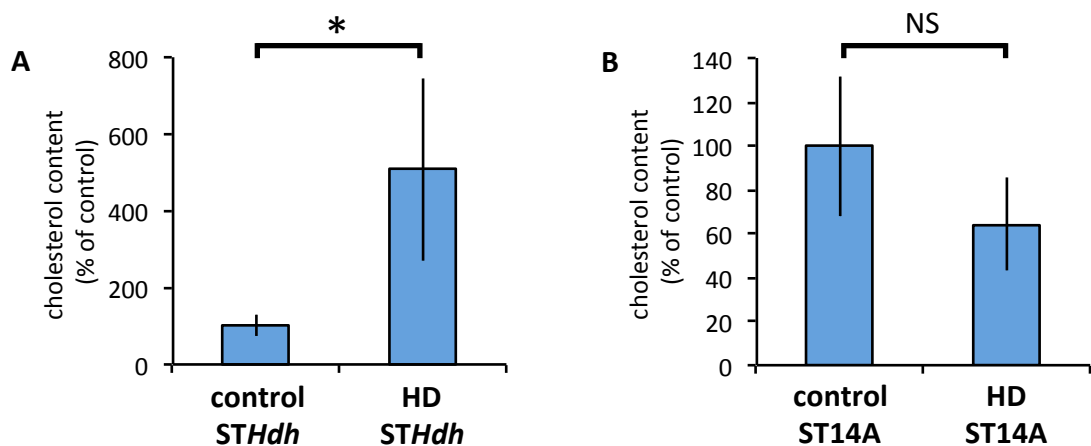 A
*
cholesterol content
(% of control)
800
600
400
200
0
control
STHdh
HD
STHdh
B
NS
cholesterol content
(% of control)
140
120
100
80
60
40
20
0
control
ST14A
HD
ST14A